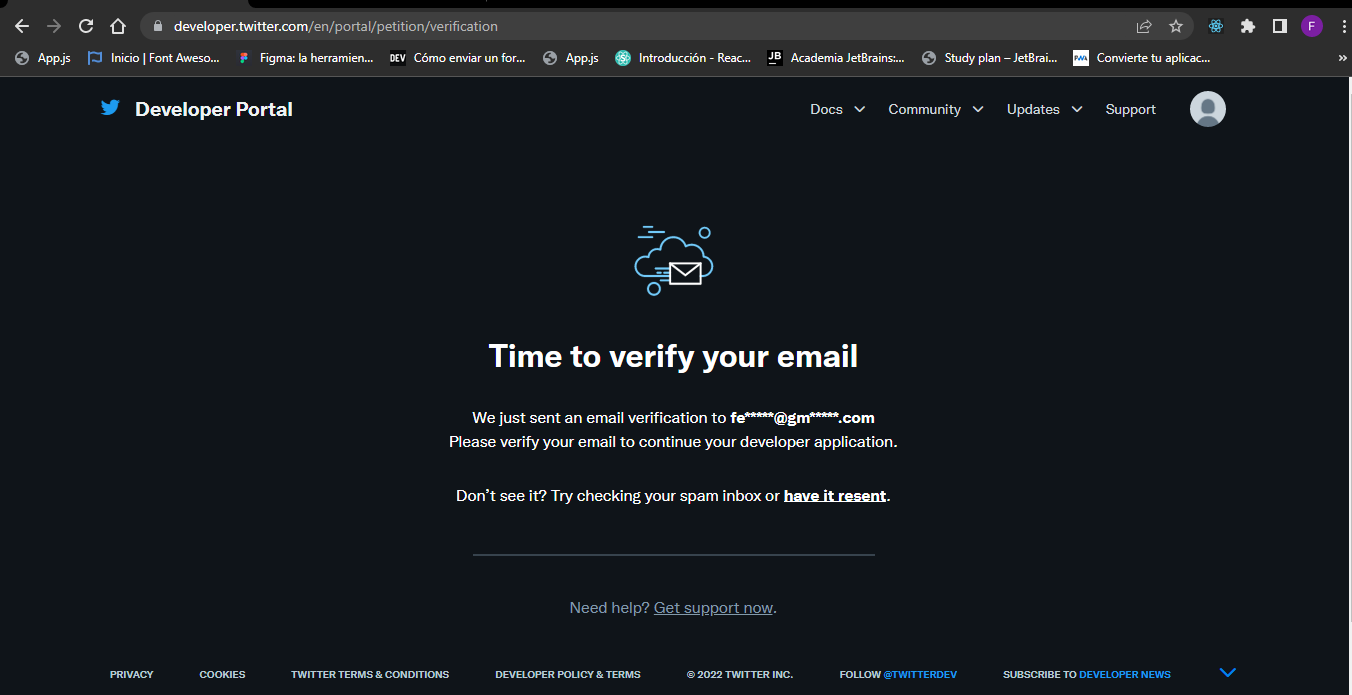 developer.twitter.com/en/portal/petition/verification
F
App.js
Inicio | Font Aweso...
Figma: la herramien...
DEV
Cómo enviar un for...
App.js
Introducción - Reac...
JB
Academia JetBrains:...
Study plan – JetBrai...
PWA
Convierte tu aplicac...
»
Developer Portal
Docs
Community
Updates
Support
Time to verify your email
We just sent an email verification to fe*****@gm*****.com
Please verify your email to continue your developer application.
Don’t see it? Try checking your spam inbox or have it resent.
Need help? Get support now.
PRIVACY
COOKIES
TWITTER TERMS & CONDITIONS
DEVELOPER POLICY & TERMS
© 2022 TWITTER INC.
FOLLOW @TWITTERDEV
SUBSCRIBE TO DEVELOPER NEWS